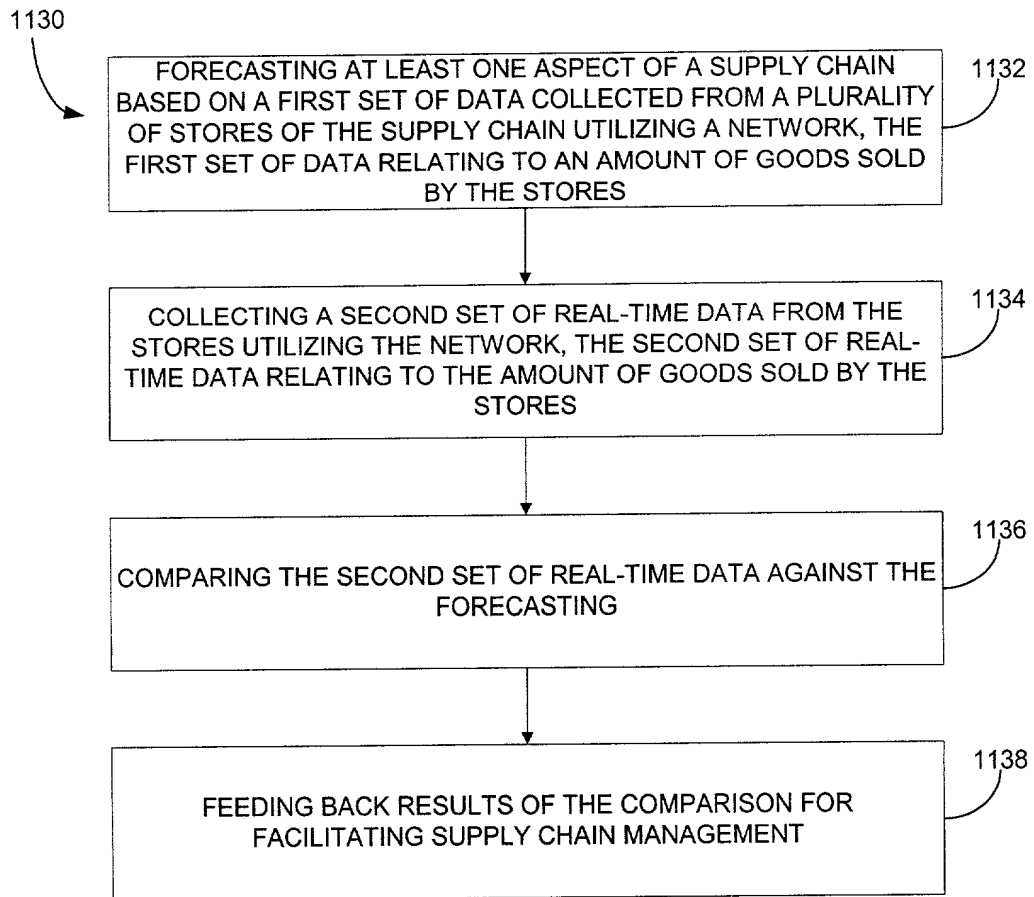 1130
FORECASTING AT LEAST ONE ASPECT OF A SUPPLY CHAIN
BASED ON A FIRST SET OF DATA COLLECTED FROM A PLURALITY
OF STORES OF THE SUPPLY CHAIN UTILIZING A NETWORK, THE
FIRST SET OF DATA RELATING TO AN AMOUNT OF GOODS SOLD
BY THE STORES
1132
COLLECTING A SECOND SET OF REAL-TIME DATA FROM THE
STORES UTILIZING THE NETWORK, THE SECOND SET OF REAL-
TIME DATA RELATING TO THE AMOUNT OF GOODS SOLD BY THE
STORES
1134
COMPARING THE SECOND SET OF REAL-TIME DATA AGAINST THE
FORECASTING
1136
FEEDING BACK RESULTS OF THE COMPARISON FOR
FACILITATING SUPPLY CHAIN MANAGEMENT
1138